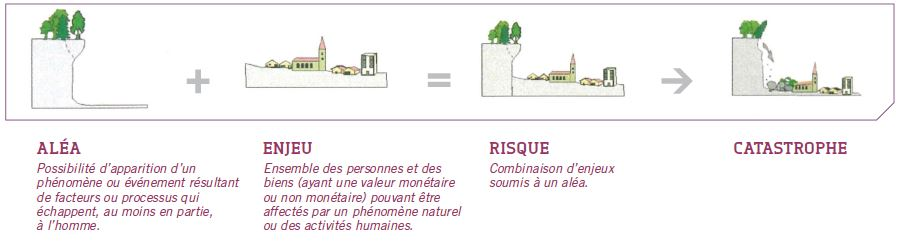 +
=
→
ALÉA
Possibilité d'apparition d'un
phénomène ou événement résultant
de facteurs ou processus qui
échappent, au moins en partie,
à l'homme.
ENJEU
Ensemble des personnes et des
biens (ayant une valeur monétaire
ou non monétaire) pouvant être
affectés par un phénomène naturel
ou des activités humaines.
RISQUE
Combinaison d'enjeux
soumis à un aléa.
CATASTROPHE